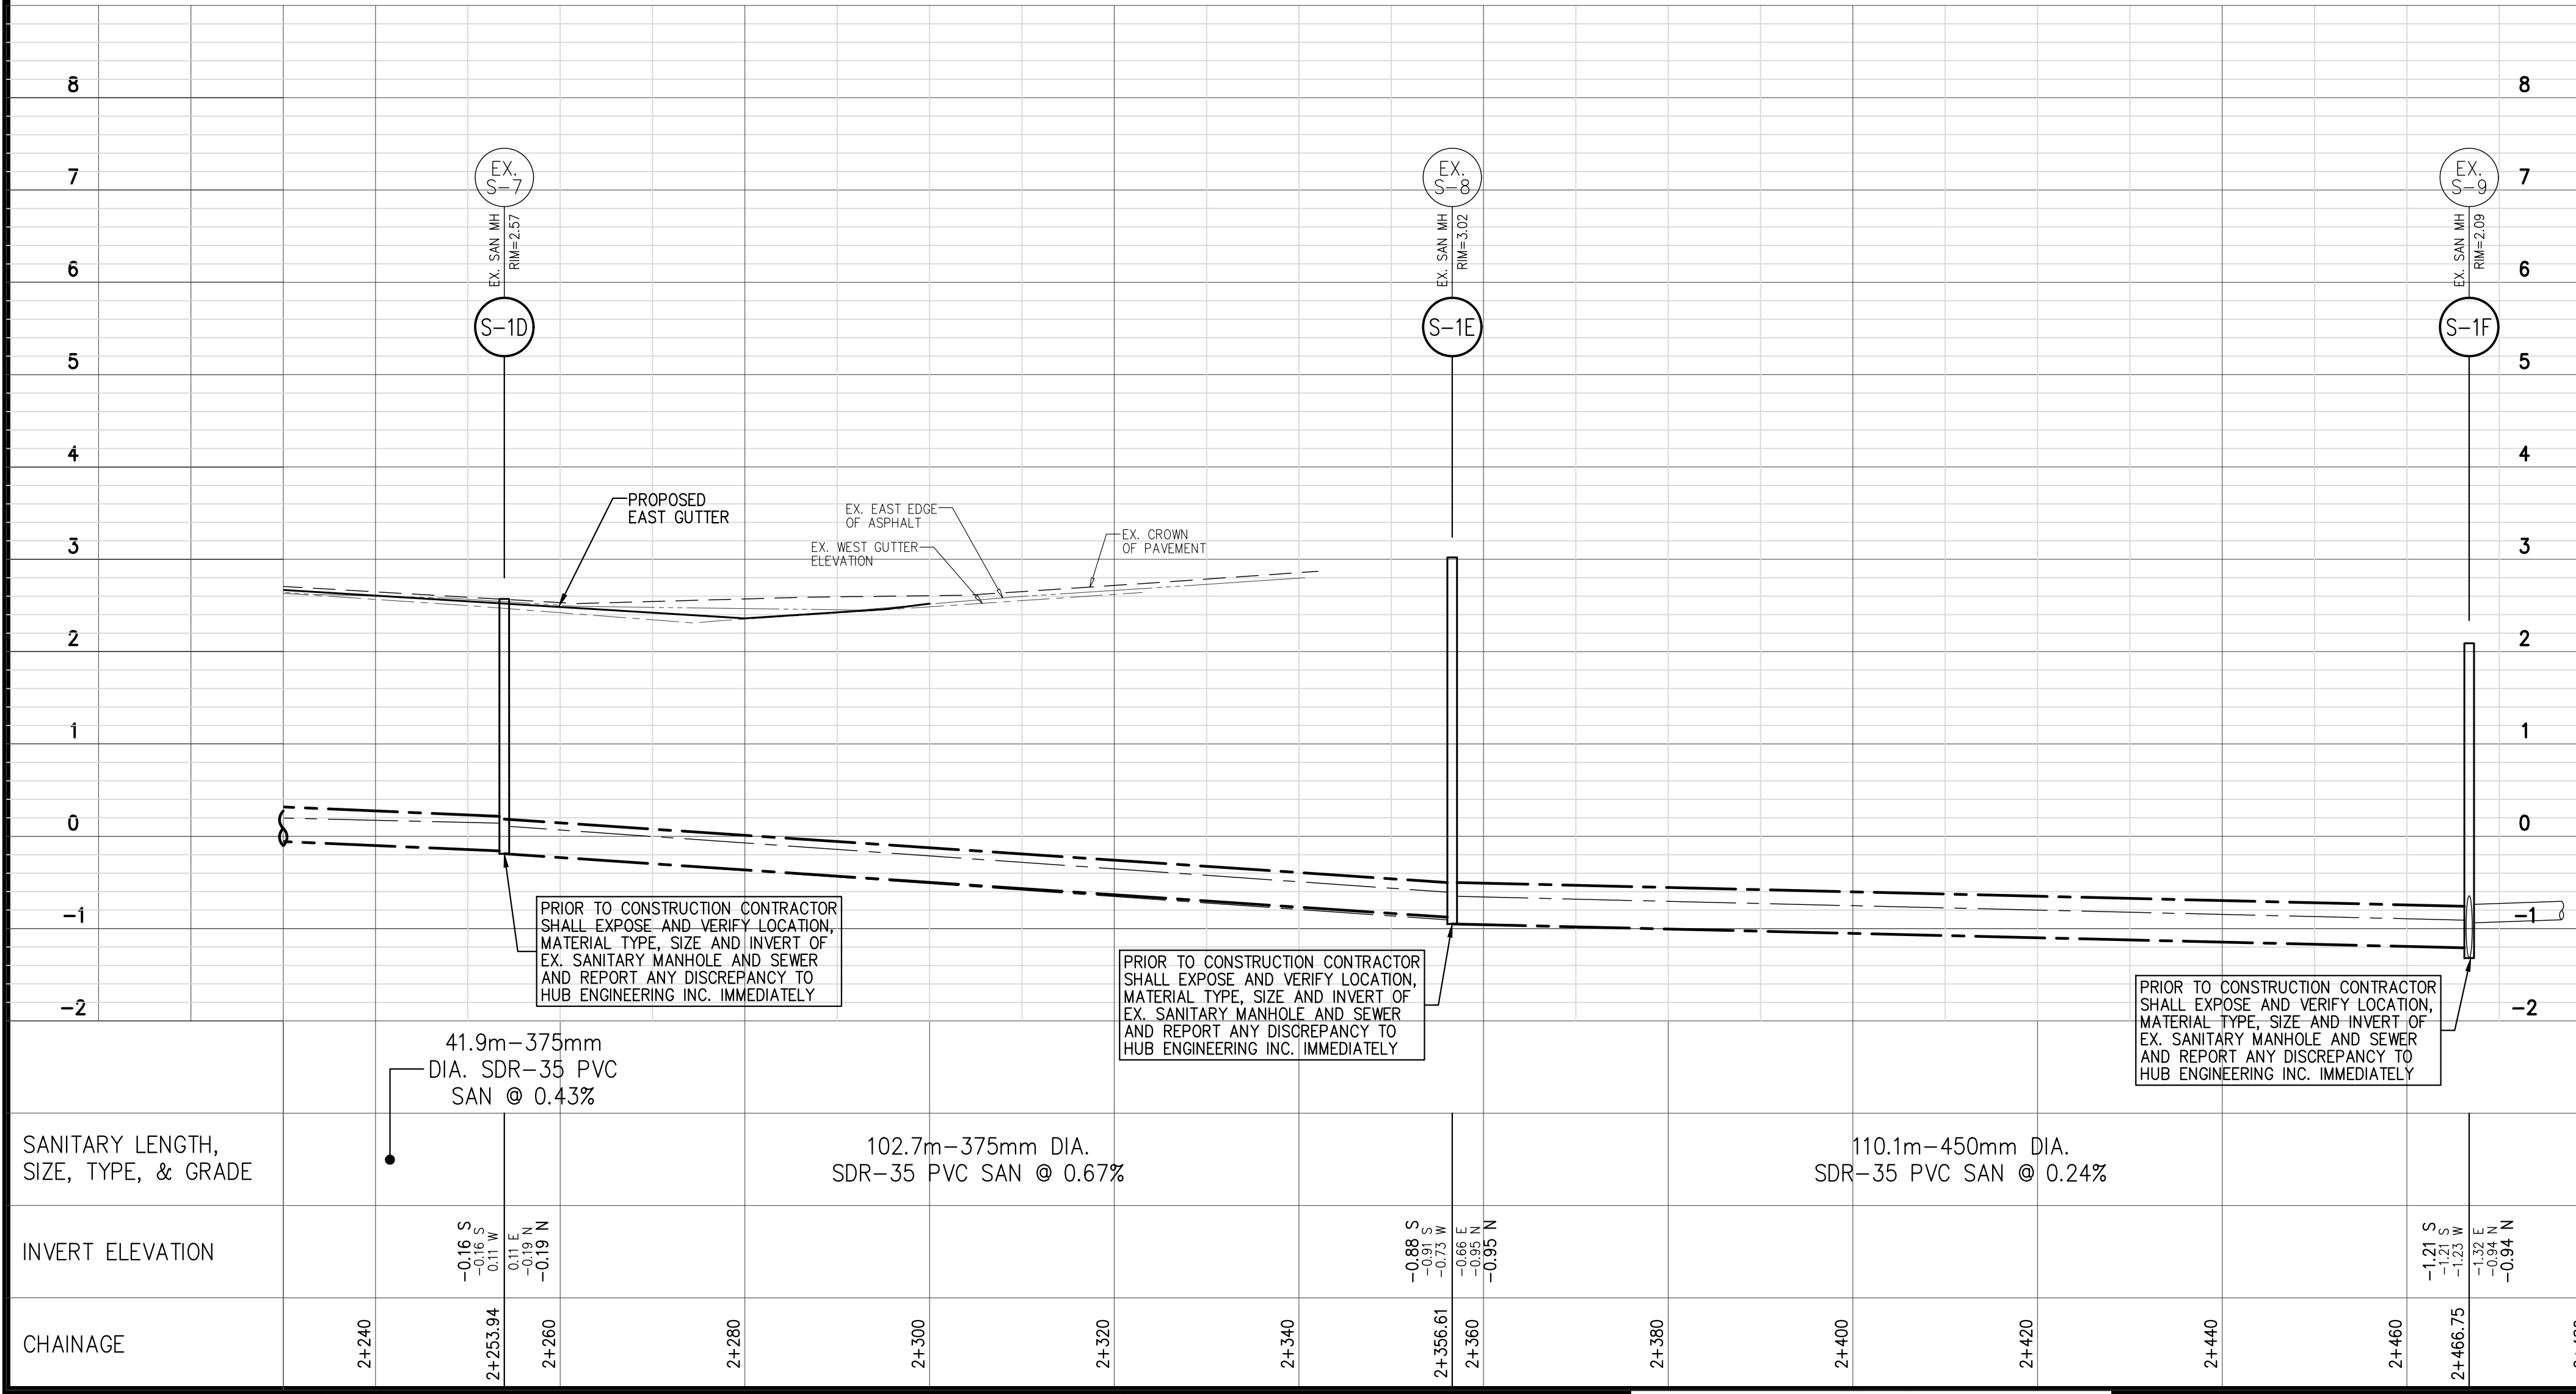 8
8
7
7
6
6
5
5
4
4
3
3
2
2
1
1
0
0
-1
-1
-2
-2
EX.
S-7
EX. SAN MH
RIM=2.57
S-1D
EX.
S-8
EX. SAN MH
RIM=3.02
S-1E
EX.
S-9
EX. SAN MH
RIM=2.09
S-1F
PROPOSED
EAST GUTTER
EX. EAST EDGE
OF ASPHALT
EX. WEST GUTTER
ELEVATION
EX. CROWN
OF PAVEMENT
PRIOR TO CONSTRUCTION CONTRACTOR
SHALL EXPOSE AND VERIFY LOCATION,
MATERIAL TYPE, SIZE AND INVERT OF
EX. SANITARY MANHOLE AND SEWER
AND REPORT ANY DISCREPANCY TO
HUB ENGINEERING INC. IMMEDIATELY
PRIOR TO CONSTRUCTION CONTRACTOR
SHALL EXPOSE AND VERIFY LOCATION,
MATERIAL TYPE, SIZE AND INVERT OF
EX. SANITARY MANHOLE AND SEWER
AND REPORT ANY DISCREPANCY TO
HUB ENGINEERING INC. IMMEDIATELY
PRIOR TO CONSTRUCTION CONTRACTOR
SHALL EXPOSE AND VERIFY LOCATION,
MATERIAL TYPE, SIZE AND INVERT OF
EX. SANITARY MANHOLE AND SEWER
AND REPORT ANY DISCREPANCY TO
HUB ENGINEERING INC. IMMEDIATELY
41.9m-375mm
DIA. SDR-35 PVC
SAN @ 0.43%
SANITARY LENGTH,
SIZE, TYPE, & GRADE
102.7m-375mm DIA.
SDR-35 PVC SAN @ 0.67%
110.1m-450mm DIA.
SDR-35 PVC SAN @ 0.24%
INVERT ELEVATION
-0.16 S
-0.16 S
0.11 W
0.11 E
-0.19 N
-0.19 N
-0.88 S
-0.91 S
-0.73 W
-0.66 E
-0.95 N
-0.95 N
-1.21 S
-1.21 S
-1.23 W
-1.32 E
-0.94 N
-0.94 N
CHAINAGE
2+240
2+253.94
2+260
2+280
2+300
2+320
2+340
2+356.61
2+360
2+380
2+400
2+420
2+440
2+460
2+466.75